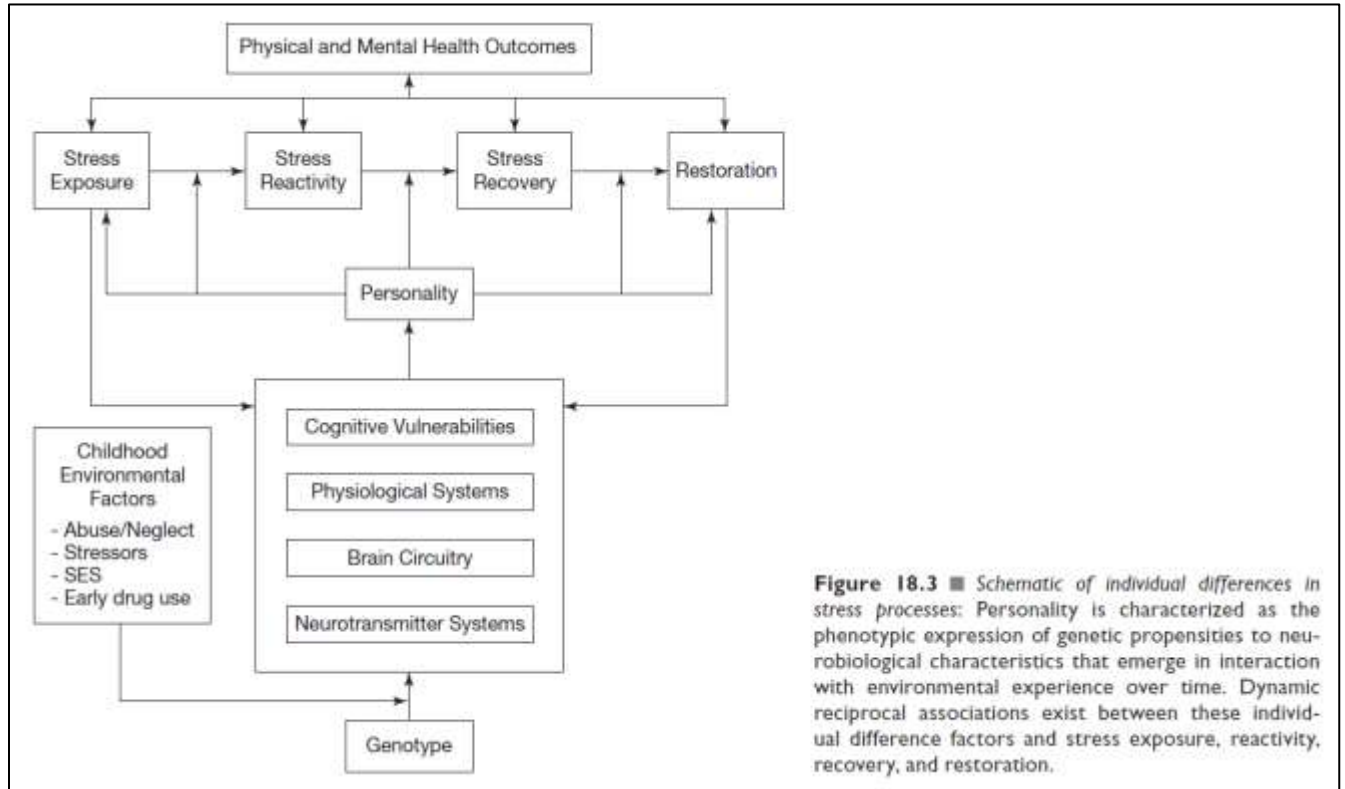 Physical and Mental Health Outcomes
Stress
Exposure
Stress
Reactivity
Stress
Recovery
Restoration
Personality
Cognitive Vulnerabilities
Physiological Systems
Brain Circuitry
Neurotransmitter Systems
Childhood
Environmental
Factors
- Abuse/Neglect
- Stressors
- SES
- Early drug use
Genotype
Figure 18.3 ■ Schematic of individual differences in
stress processes: Personality is characterized as the
phenotypic expression of genetic propensities to neu-
robiological characteristics that emerge in interaction
with environmental experience over time. Dynamic
reciprocal associations exist between these individ-
ual difference factors and stress exposure, reactivity,
recovery, and restoration.